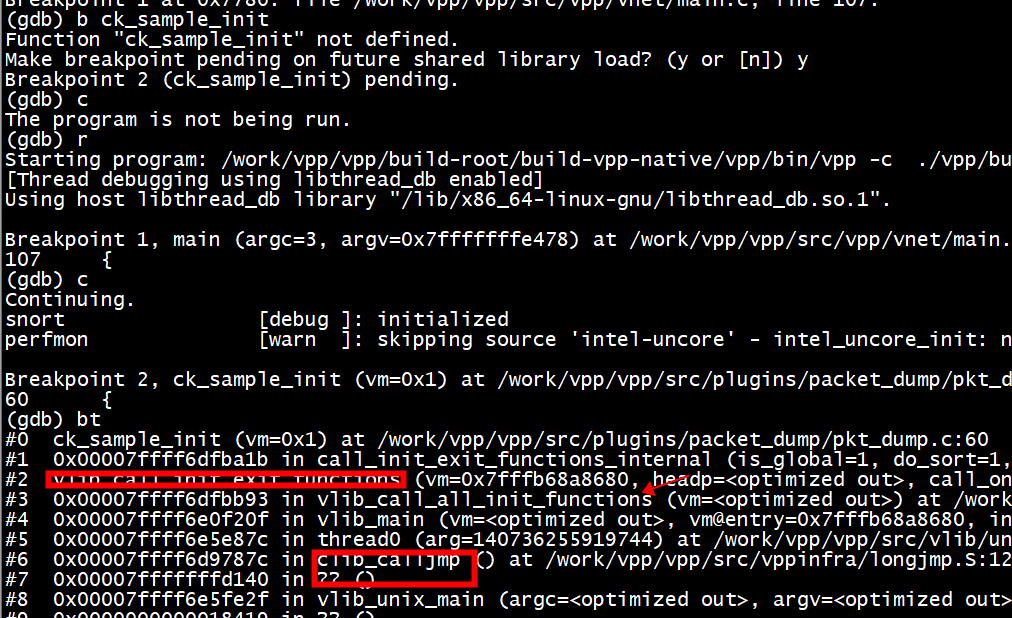 Breakpoint 1 at 0x7780: file /work/vpp/vpp/src/vpp/vnet/main.c, line 107.
(gdb) b ck_sample_init
Function "ck_sample_init" not defined.
Make breakpoint pending on future shared library load? (y or [n]) y
Breakpoint 2 (ck_sample_init) pending.
(gdb) c
The program is not being run.
(gdb) r
Starting program: /work/vpp/vpp/build-root/build-vpp-native/vpp/bin/vpp -c  ./vpp/bu
[Thread debugging using libthread_db enabled]
Using host libthread_db library "/lib/x86_64-linux-gnu/libthread_db.so.1".
Breakpoint 1, main (argc=3, argv=0x7fffffffe478) at /work/vpp/vpp/src/vpp/vnet/main.
107     {
(gdb) c
Continuing.
snort                [debug ]: initialized
perfmon              [warn  ]: skipping source 'intel-uncore' - intel_uncore_init: n
Breakpoint 2, ck_sample_init (vm=0x1) at /work/vpp/vpp/src/plugins/packet_dump/pkt_d
60      {
(gdb) bt
#0  ck_sample_init (vm=0x1) at /work/vpp/vpp/src/plugins/packet_dump/pkt_dump.c:60
#1  0x00007ffff6dfba1b in call_init_exit_functions_internal (is_global=1, do_sort=1,
#2  vlib_call_init_exit_functions (vm=0x7fffb68a8680, headp=<optimized out>, call_on
#3  0x00007ffff6dfbb93 in vlib_call_all_init_functions (vm=<optimized out>) at /work
#4  0x00007ffff6e0f20f in vlib_main (vm=<optimized out>, vm@entry=0x7fffb68a8680, in
#5  0x00007ffff6e5e87c in thread0 (arg=140736255919744) at /work/vpp/vpp/src/vlib/un
#6  0x00007ffff6d9787c in clib_calljmp () at /work/vpp/vpp/src/vppinfra/longjmp.S:12
#7  0x00007fffffffd140 in ?? ()
#8  0x00007ffff6e5fe2f in vlib_unix_main (argc=<optimized out>, argv=<optimized out>